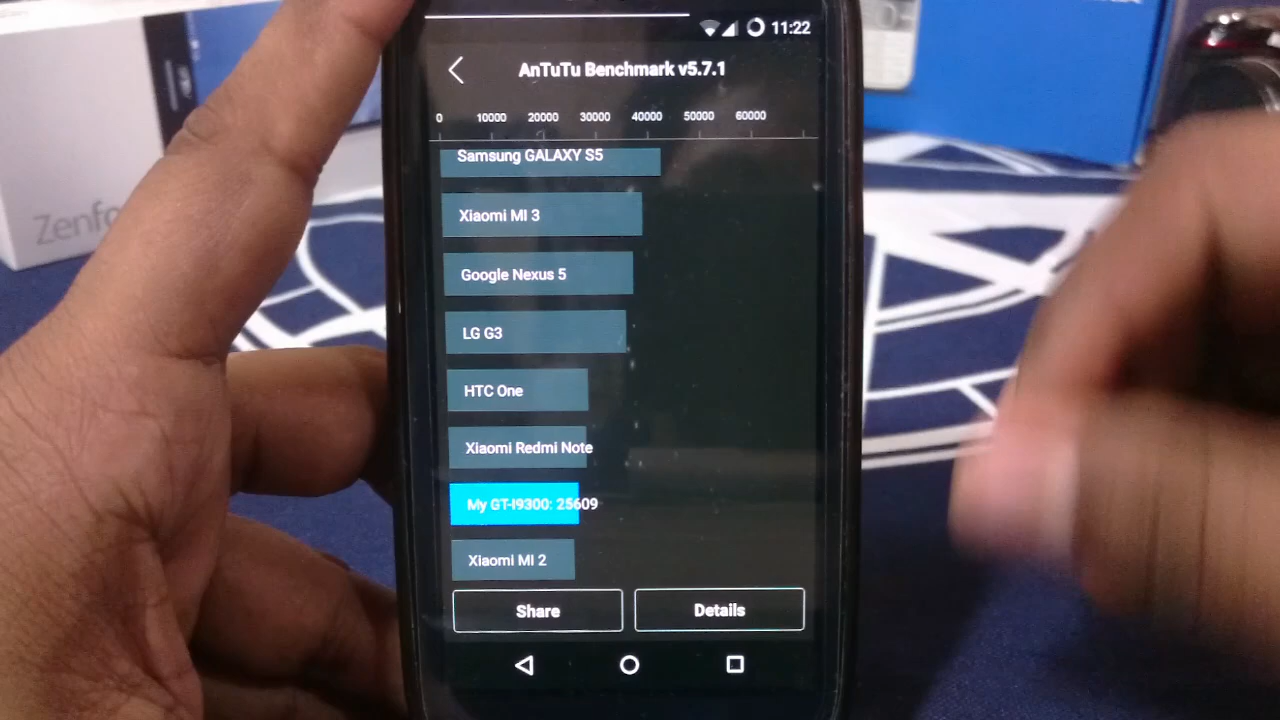 11:22
AnTuTu Benchmark v5.7.1
0 10000 20000 30000 40000 50000 60000
Samsung GALAXY S5
Xiaomi MI 3
Google Nexus 5
LG G3
HTC One
Xiaomi Redmi Note
My GT-I9300: 25609
Xiaomi MI 2
Share Details
Zenfo